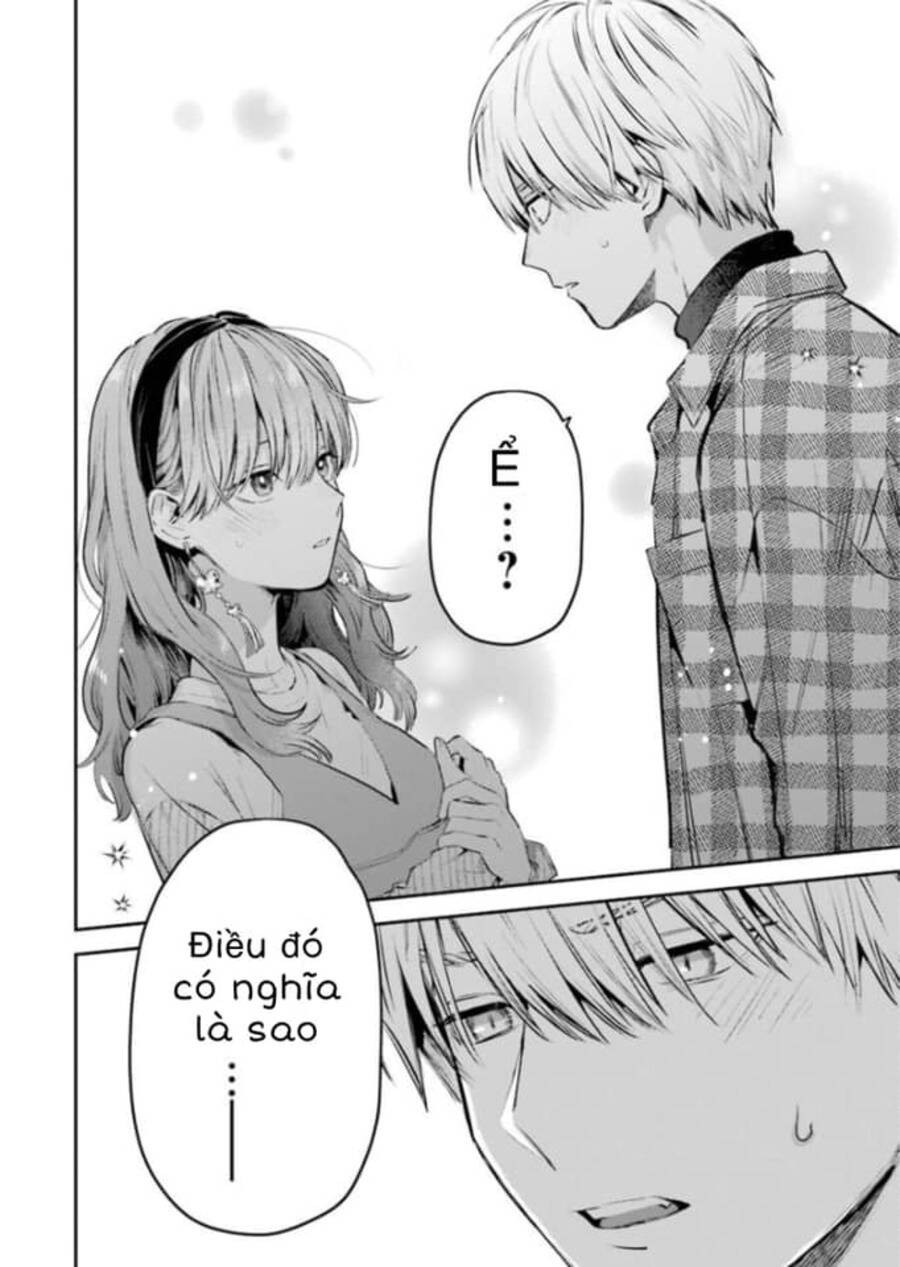 Ể
...?
Điều đó
có nghĩa
là sao
...—